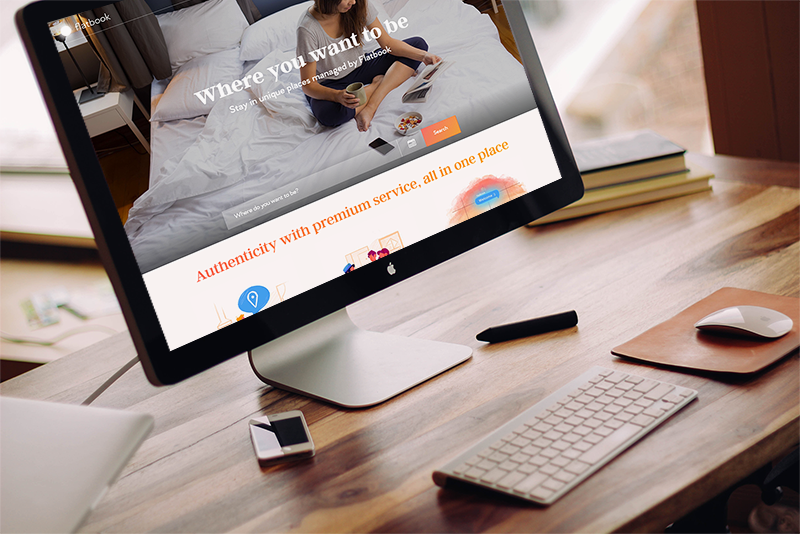 flatbook
Where you want to be
Stay in unique places managed by Flatbook
Where do you want to be?
Search
Authenticity with premium service, all in one place